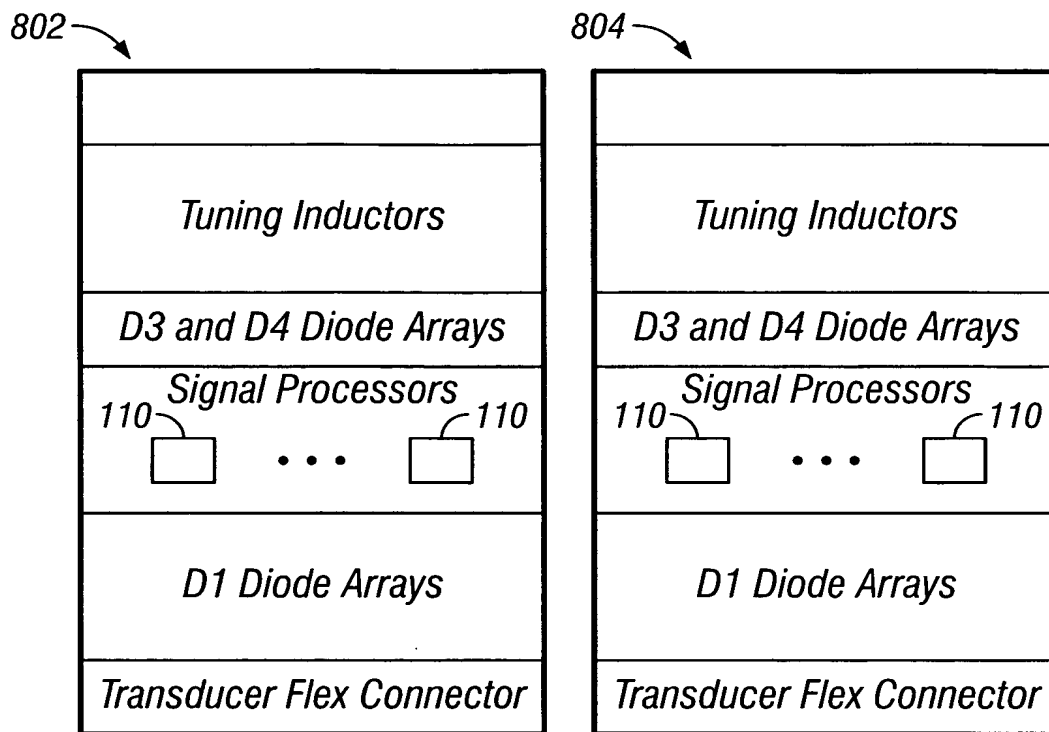 802
Tuning Inductors
D3 and D4 Diode Arrays
Signal Processors
110 110
D1 Diode Arrays
Transducer Flex Connector
804
Tuning Inductors
D3 and D4 Diode Arrays
Signal Processors
110 110
D1 Diode Arrays
Transducer Flex Connector